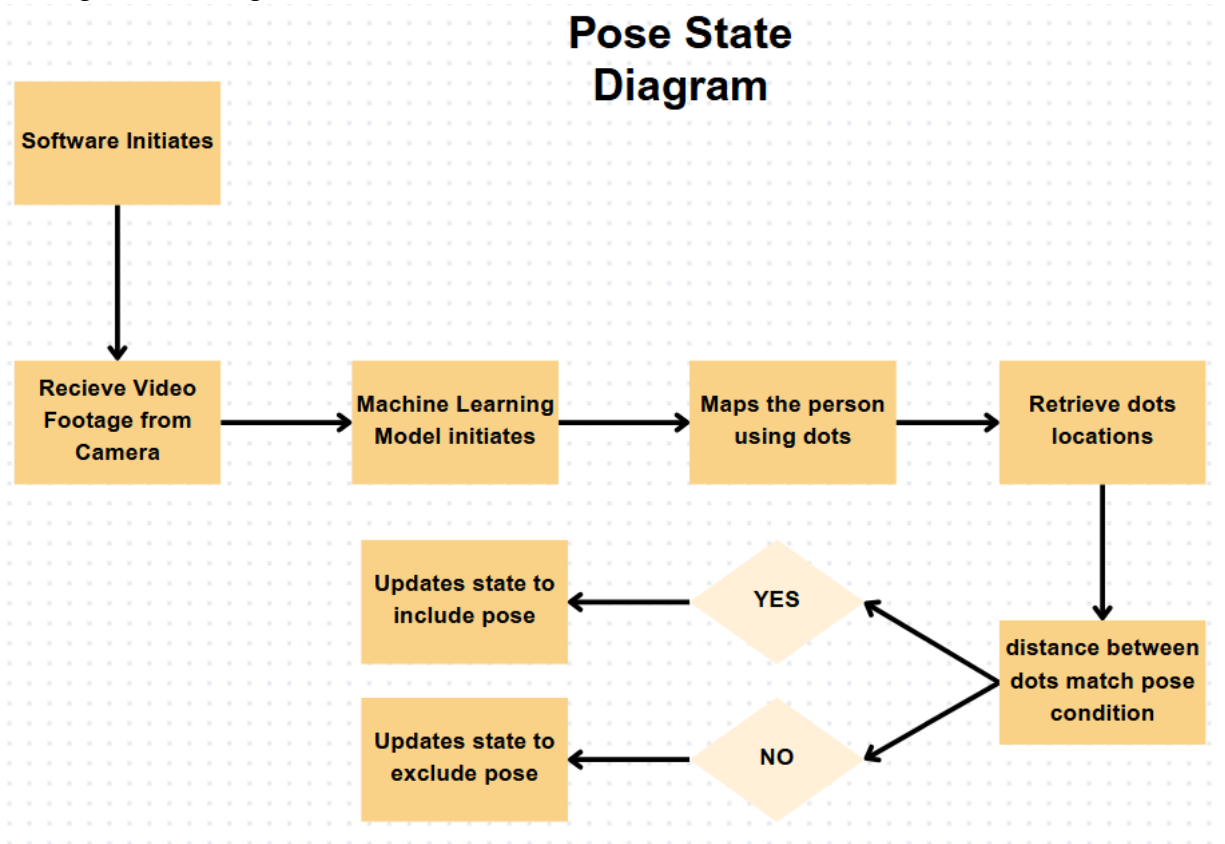 Pose State
Diagram
Software Initiates
Recieve Video
Footage from
Camera
Machine Learning
Model initiates
Maps the person
using dots
Retrieve dots
locations
distance between
dots match pose
condition
YES
Updates state to
include pose
NO
Updates state to
exclude pose